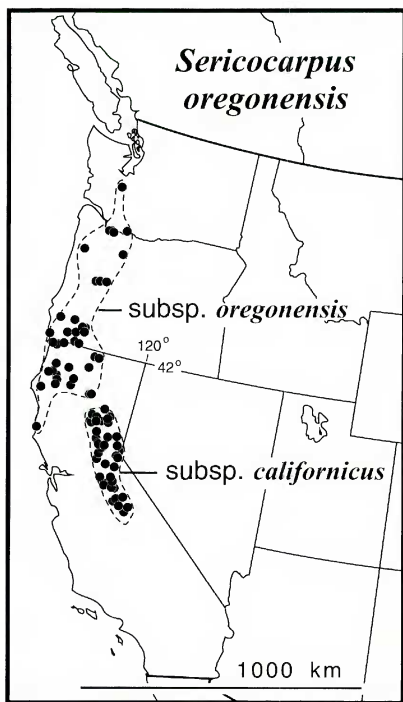 Sericocarpus
oregonensis
subsp. oregonensis
120°
42°
subsp. californicus
1000 km